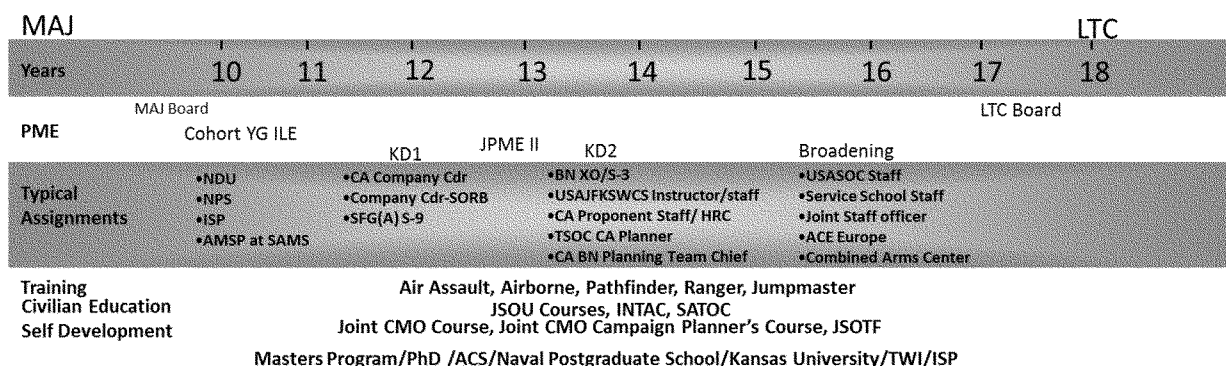 MAJ LTC
Years 10 11 12 13 14 15 16 17 18
MAJ Board LTC Board
PME Cohort YG ILE KD1 JPME II KD2 Broadening
Typical Assignments
•NDU
•NPS
•ISP
•AMSP at SAMS
•CA Company Cdr
•Company Cdr-SORB
•SFG(A) S-9
•BN XO/S-3
•USAJFKSWCS Instructor/staff
•CA Proponent Staff/ HRC
•TSOC CA Planner
•CA BN Planning Team Chief
•USASOC Staff
•Service School Staff
•Joint Staff officer
•ACE Europe
•Combined Arms Center
Training
Civilian Education
Self Development
Air Assault, Airborne, Pathfinder, Ranger, Jumpmaster
JSOU Courses, INTAC, SATOC
Joint CMO Course, Joint CMO Campaign Planner's Course, JSOTF
Masters Program/PhD /ACS/Naval Postgraduate School/Kansas University/TWI/ISP